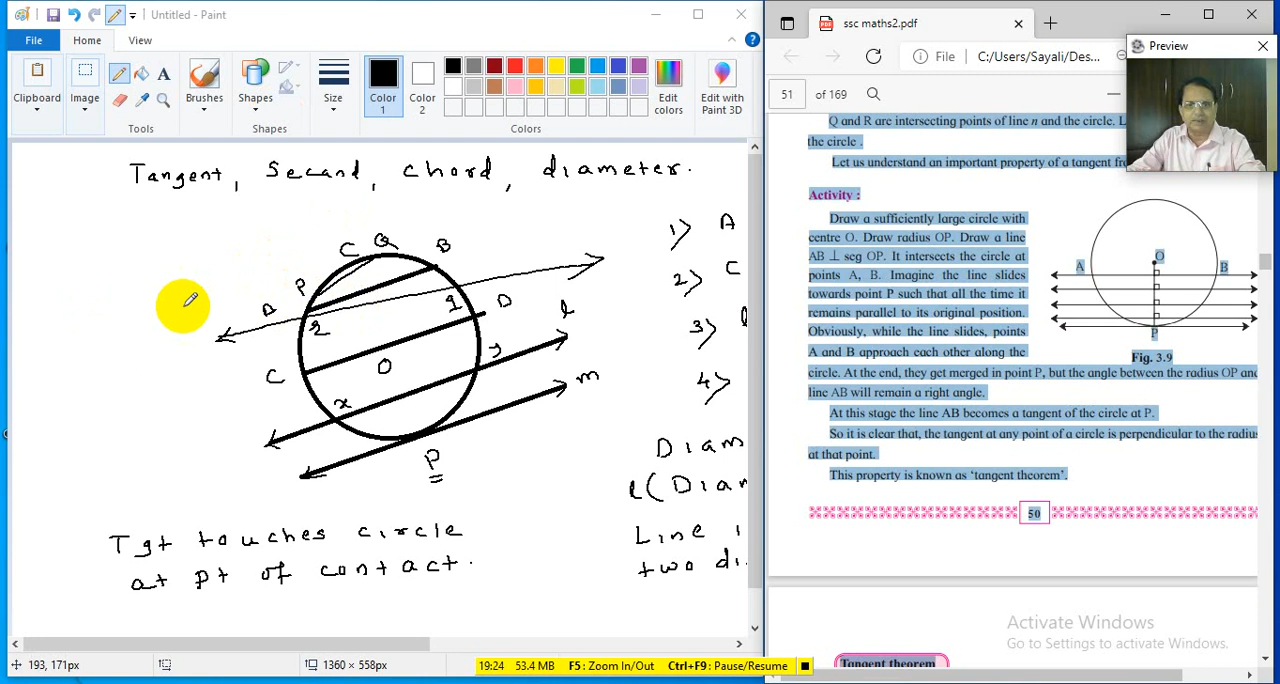 Untitled - Paint
File Home View
Clipboard Image Tools Brushes Shapes Size Color 1 Color 2 Edit colors Edit with Paint 3D
Tools Shapes Colors
Tangent, Secand, chord, diameter.
C Q B
P
A
q D
r
l
C O y
x m
P
Tgt touches circle
at pt of contact.
1) A
2) C
3) l
4)
Diam
l(Diam
Line i
two di
193, 171px
1360 × 558px
19:24 53.4 MB F5: Zoom In/Out Ctrl+F9: Pause/Resume
ssc maths2.pdf
File C:/Users/Sayali/Des...
Preview
51 of 169
Q and R are intersecting points of line n and the circle. L
the circle .
Let us understand an important property of a tangent fr
Activity :
Draw a sufficiently large circle with
centre O. Draw radius OP. Draw a line
AB ⊥ seg OP. It intersects the circle at
points A, B. Imagine the line slides
towards point P such that all the time it
remains parallel to its original position.
Obviously, while the line slides, points
A and B approach each other along the
circle. At the end, they get merged in point P, but the angle between the radius OP and
line AB will remain a right angle.
O
A B
P
Fig. 3.9
At this stage the line AB becomes a tangent of the circle at P.
So it is clear that, the tangent at any point of a circle is perpendicular to the radius
at that point.
This property is known as ‘tangent theorem’.
50
Activate Windows
Go to Settings to activate Windows.
Tangent theorem